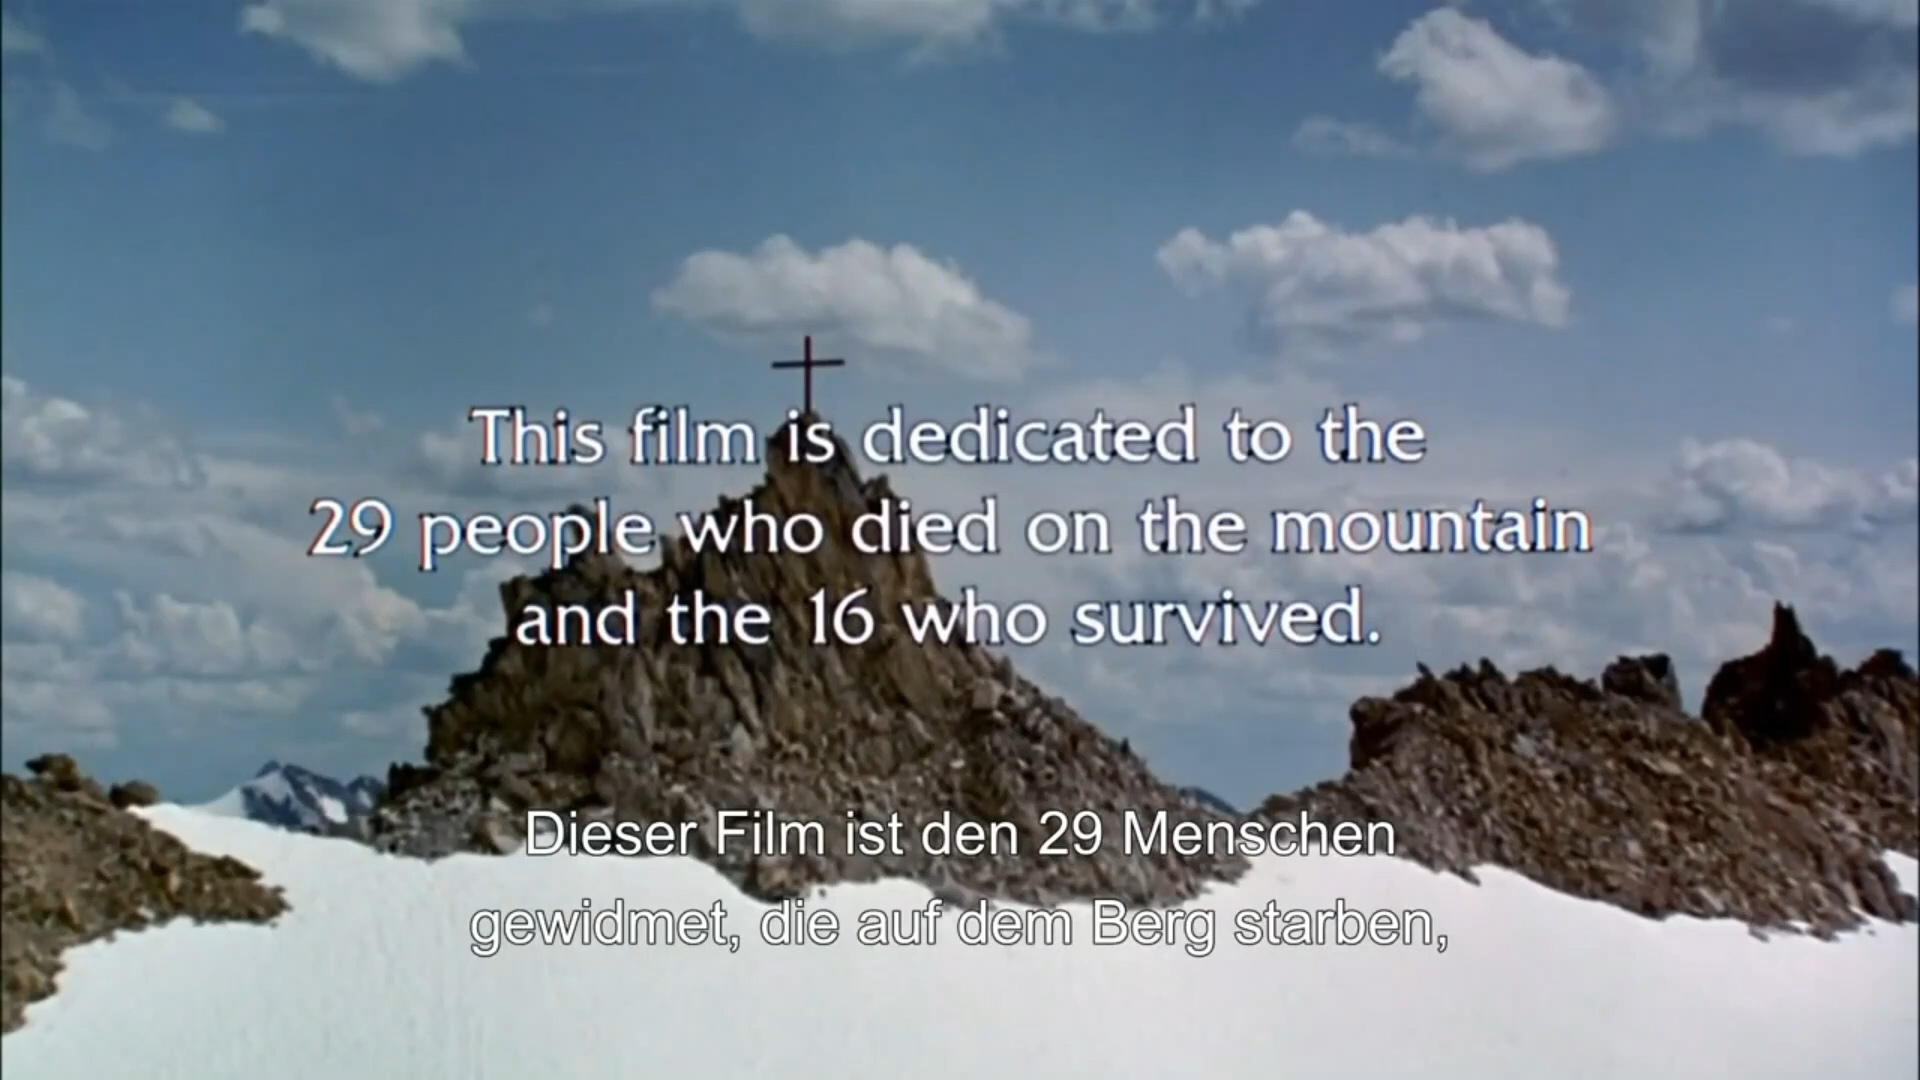 This film is dedicated to the
29 people who died on the mountain
and the 16 who survived.
Dieser Film ist den 29 Menschen
gewidmet, die auf dem Berg starben,